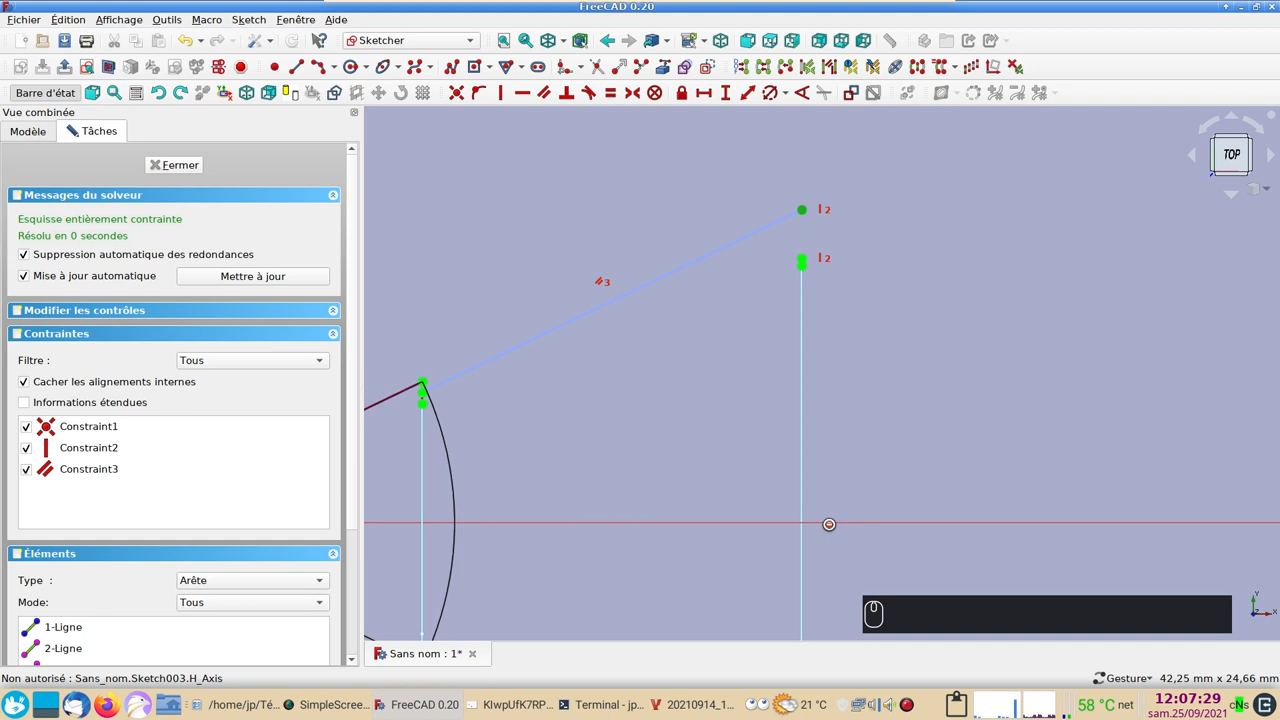 FreeCAD 0.20
Fichier Édition Affichage Outils Macro Sketch Fenêtre Aide
Sketcher
Barre d'état
Vue combinée
Modèle Tâches
Fermer
Messages du solveur
Esquisse entièrement contrainte
Résolu en 0 secondes
Suppression automatique des redondances
Mise à jour automatique Mettre à jour
Modifier les contrôles
Contraintes
Filtre : Tous
Cacher les alignements internes
Informations étendues
Constraint1
Constraint2
Constraint3
Éléments
Type : Arête
Mode: Tous
1-Ligne
2-Ligne
2
2
3
TOP
Y
X
Sans nom : 1*
Non autorisé : Sans_nom.Sketch003.H_Axis
Gesture 42,25 mm x 24,66 mm
/home/jp/Té... SimpleScreen... FreeCAD 0.20 KIwpUfK7RP... Terminal - jp... 20210914_1... 21 °C 58 °C net 12:07:29 cNs
sam.25/09/2021